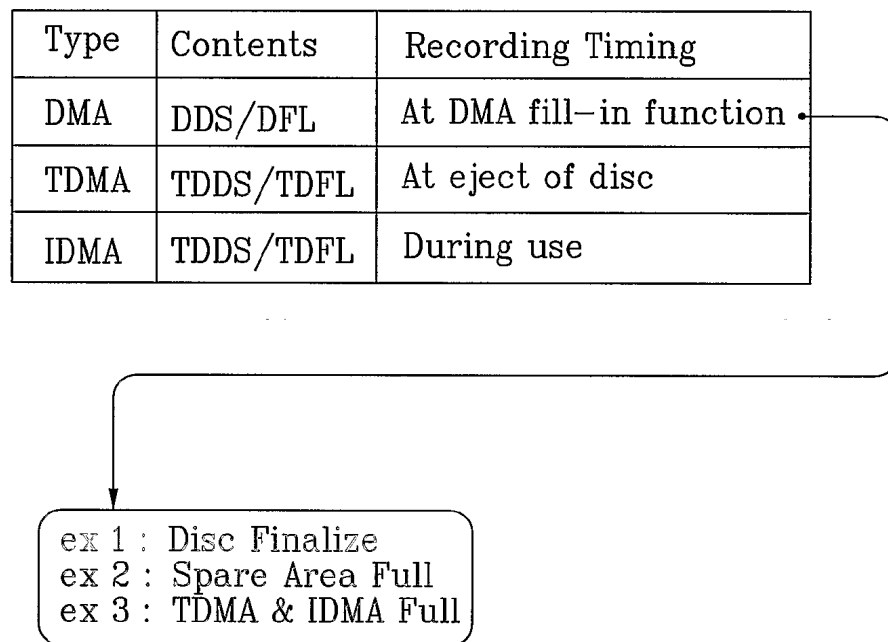 Type Contents Recording Timing
DMA DDS/DFL At DMA fill-in function
TDMA TDDS/TDFL At eject of disc
IDMA TDDS/TDFL During use
ex 1 : Disc Finalize
ex 2 : Spare Area Full
ex 3 : TDMA & IDMA Full